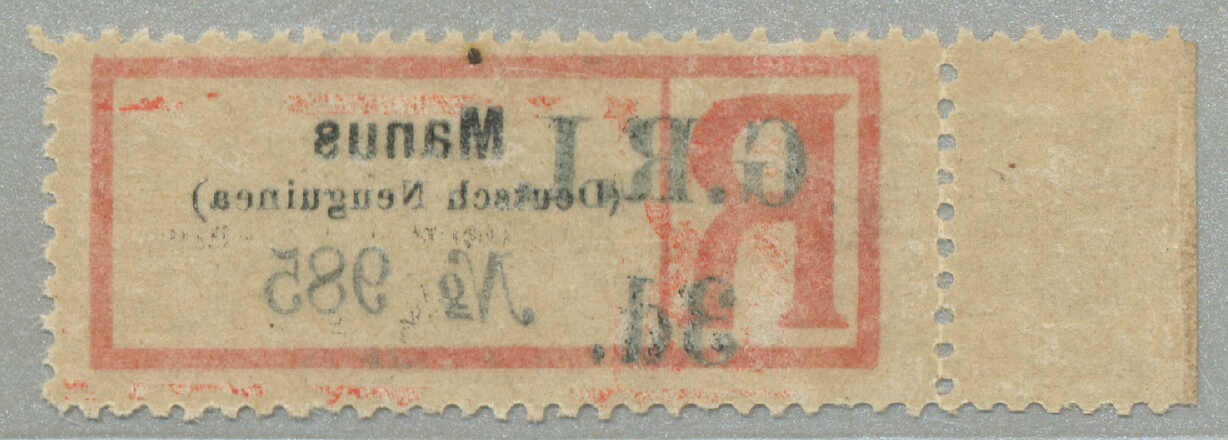 R
G.R.I.
Manus
(Deutsch Neuguinea)
№ 985
3d.